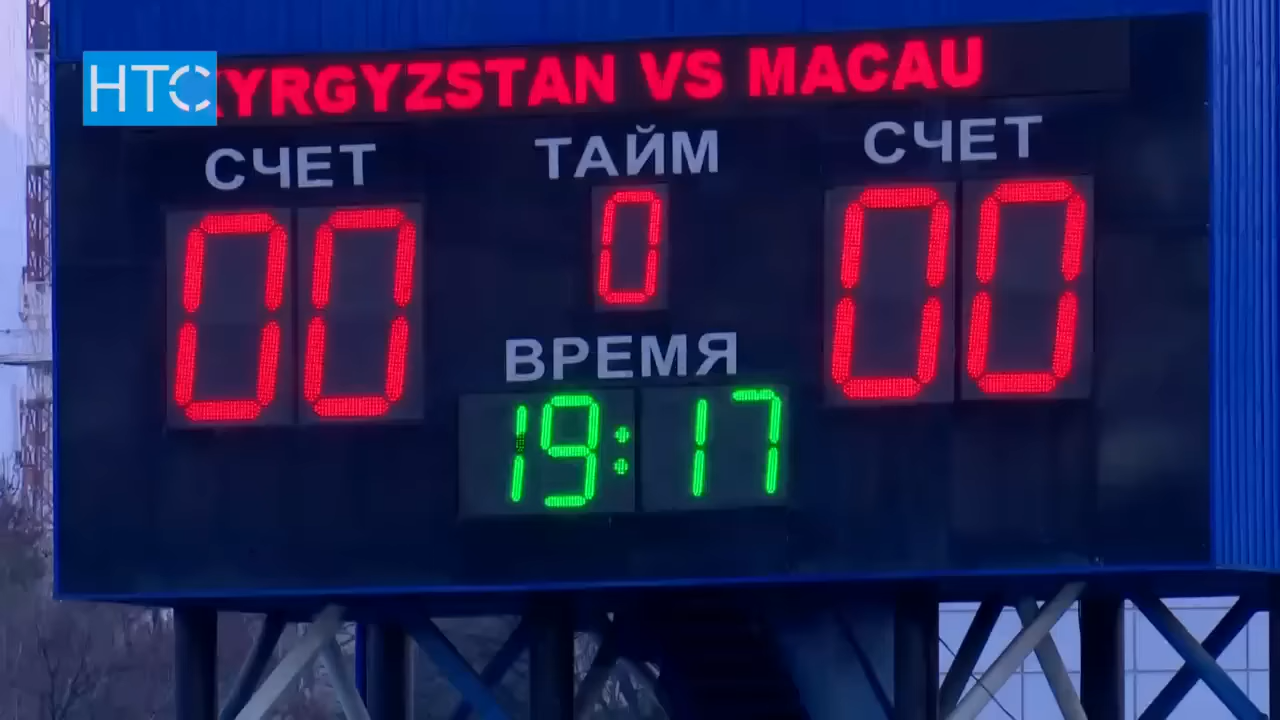 НТС
KYRGYZSTAN VS MACAU
СЧЕТ ТАЙМ СЧЕТ
00 0 00
ВРЕМЯ
19:17